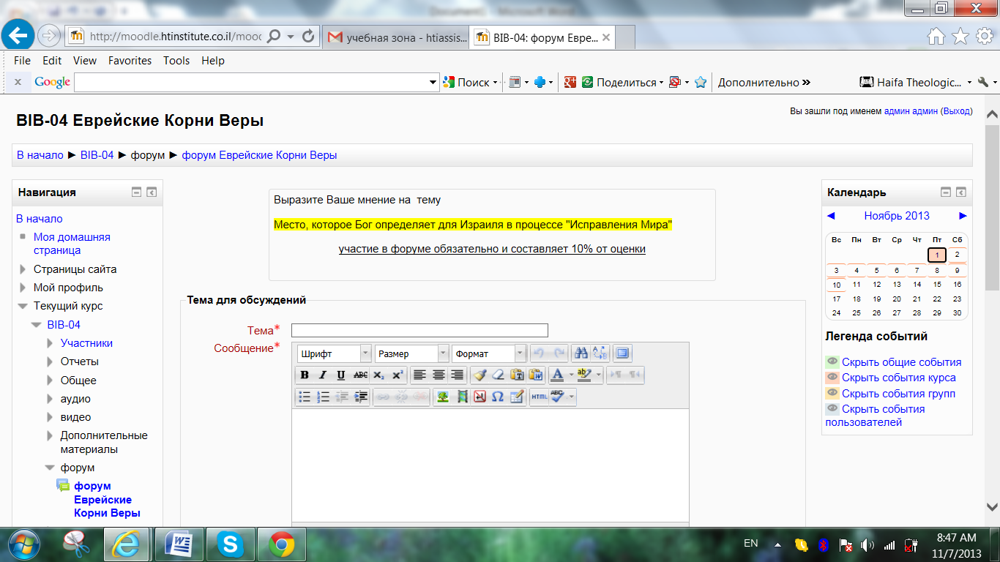 Document1 - Microsoft Word
http://moodle.htinstitute.co.il/mooc
учебная зона - htiassis...
BIB-04: форум Евре...
File Edit View Favorites Tools Help
x Google Поиск Поделиться Дополнительно » Haifa Theologic...
BIB-04 Еврейские Корни Веры
Вы зашли под именем админ админ (Выход)
В начало ► BIB-04 ► форум ► форум Еврейские Корни Веры
Навигация
В начало
Моя домашняя
страница
Страницы сайта
Мой профиль
Текущий курс
BIB-04
Участники
Отчеты
Общее
аудио
видео
Дополнительные
материалы
форум
форум
Еврейские
Корни Веры
Выразите Ваше мнение на тему
Место, которое Бог определяет для Израиля в процессе "Исправления Мира"
участие в форуме обязательно и составляет 10% от оценки
Тема для обсуждений
Тема*
Сообщение*
Шрифт Размер Формат
B I U ABC X₂ X² A ab
HTML ABC
Календарь
◄ Ноябрь 2013 ►
Вс Пн Вт Ср Чт Пт Сб
1 2
3 4 5 6 7 8 9
10 11 12 13 14 15 16
17 18 19 20 21 22 23
24 25 26 27 28 29 30
Легенда событий
Скрыть общие события
Скрыть события курса
Скрыть события групп
Скрыть события
пользователей
EN
8:47 AM
11/7/2013